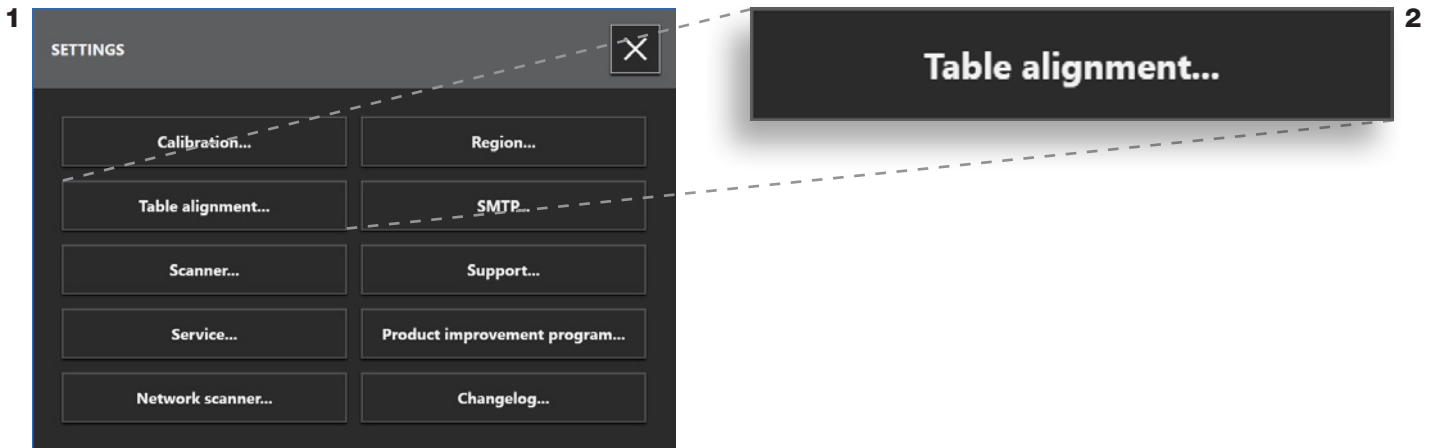 1
SETTINGS
Calibration...
Region...
Table alignment...
SMTP...
Scanner...
Support...
Service...
Product improvement program...
Network scanner...
Changelog...
2
Table alignment...